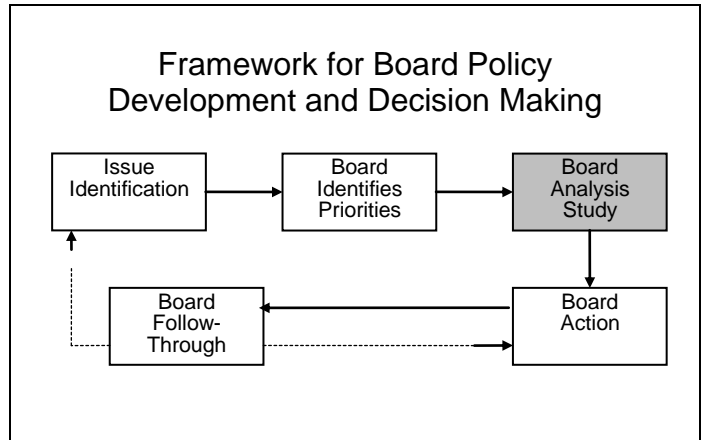 Framework for Board Policy
Development and Decision Making
Issue
Identification
Board
Identifies
Priorities
Board
Analysis
Study
Board
Follow-
Through
Board
Action